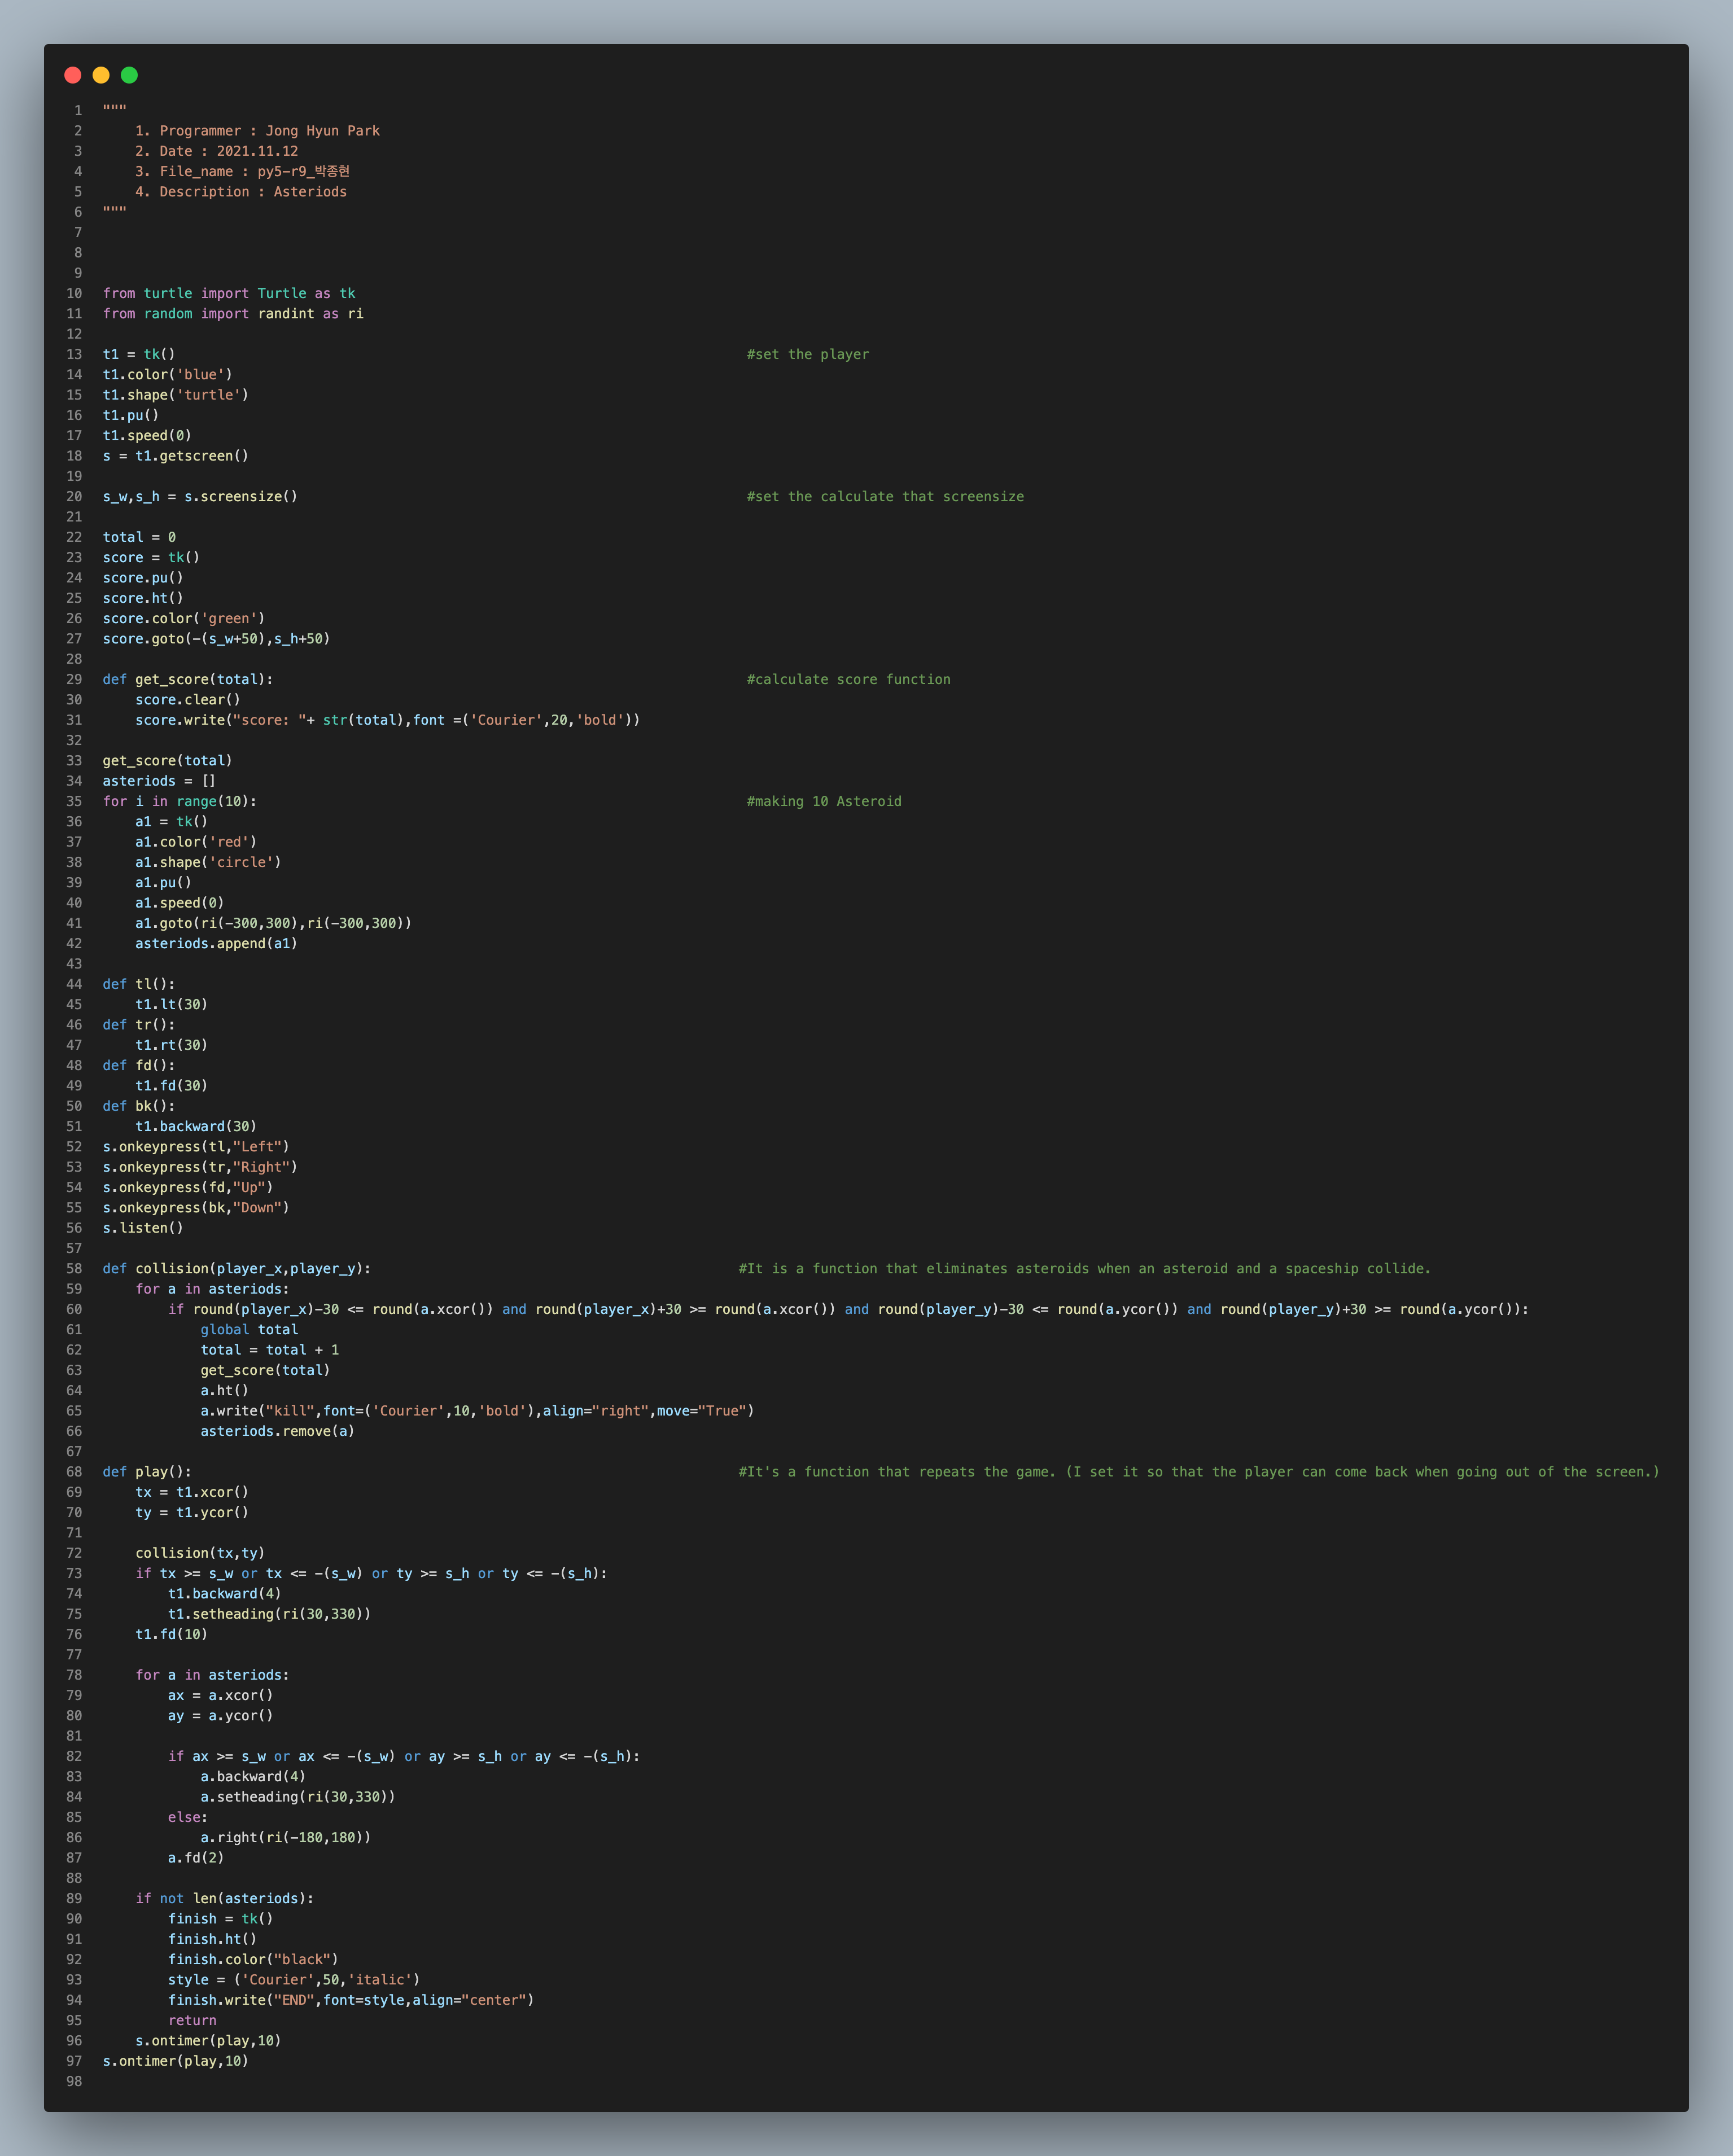 1 """
2     1. Programmer : Jong Hyun Park
3     2. Date : 2021.11.12
4     3. File_name : py5-r9_박종현
5     4. Description : Asteriods
6 """
7
8
9
10 from turtle import Turtle as tk
11 from random import randint as ri
12
13 t1 = tk() #set the player
14 t1.color('blue')
15 t1.shape('turtle')
16 t1.pu()
17 t1.speed(0)
18 s = t1.getscreen()
19
20 s_w,s_h = s.screensize() #set the calculate that screensize
21
22 total = 0
23 score = tk()
24 score.pu()
25 score.ht()
26 score.color('green')
27 score.goto(-(s_w+50),s_h+50)
28
29 def get_score(total): #calculate score function
30     score.clear()
31     score.write("score: "+ str(total),font =('Courier',20,'bold'))
32
33 get_score(total)
34 asteriods = []
35 for i in range(10): #making 10 Asteroid
36     a1 = tk()
37     a1.color('red')
38     a1.shape('circle')
39     a1.pu()
40     a1.speed(0)
41     a1.goto(ri(-300,300),ri(-300,300))
42     asteriods.append(a1)
43
44 def tl():
45     t1.lt(30)
46 def tr():
47     t1.rt(30)
48 def fd():
49     t1.fd(30)
50 def bk():
51     t1.backward(30)
52 s.onkeypress(tl,"Left")
53 s.onkeypress(tr,"Right")
54 s.onkeypress(fd,"Up")
55 s.onkeypress(bk,"Down")
56 s.listen()
57
58 def collision(player_x,player_y): #It is a function that eliminates asteroids when an asteroid and a spaceship collide.
59     for a in asteriods:
60         if round(player_x)-30 <= round(a.xcor()) and round(player_x)+30 >= round(a.xcor()) and round(player_y)-30 <= round(a.ycor()) and round(player_y)+30 >= round(a.ycor()):
61             global total
62             total = total + 1
63             get_score(total)
64             a.ht()
65             a.write("kill",font=('Courier',10,'bold'),align="right",move="True")
66             asteriods.remove(a)
67
68 def play(): #It's a function that repeats the game. (I set it so that the player can come back when going out of the screen.)
69     tx = t1.xcor()
70     ty = t1.ycor()
71
72     collision(tx,ty)
73     if tx >= s_w or tx <= -(s_w) or ty >= s_h or ty <= -(s_h):
74         t1.backward(4)
75         t1.setheading(ri(30,330))
76     t1.fd(10)
77
78     for a in asteriods:
79         ax = a.xcor()
80         ay = a.ycor()
81
82         if ax >= s_w or ax <= -(s_w) or ay >= s_h or ay <= -(s_h):
83             a.backward(4)
84             a.setheading(ri(30,330))
85         else:
86             a.right(ri(-180,180))
87         a.fd(2)
88
89     if not len(asteriods):
90         finish = tk()
91         finish.ht()
92         finish.color("black")
93         style = ('Courier',50,'italic')
94         finish.write("END",font=style,align="center")
95         return
96     s.ontimer(play,10)
97 s.ontimer(play,10)
98